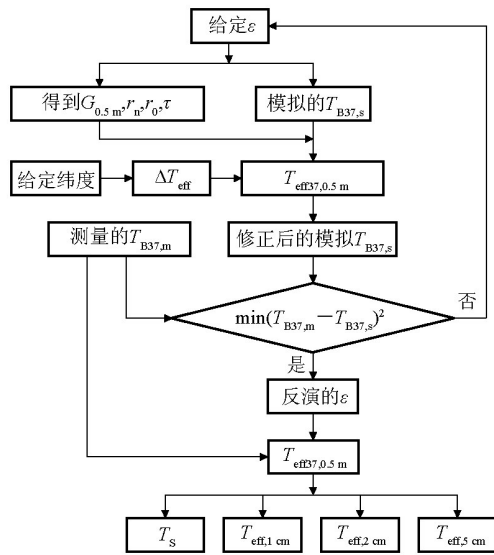 给定ε
得到G0.5 m,rn,r0,τ
模拟的TB37,s
给定纬度
ΔTeff
Teff37,0.5 m
测量的TB37,m
修正后的模拟TB37,s
min(TB37,m－TB37,s)2
否
是
反演的ε
Teff37,0.5 m
TS
Teff,1 cm
Teff,2 cm
Teff,5 cm